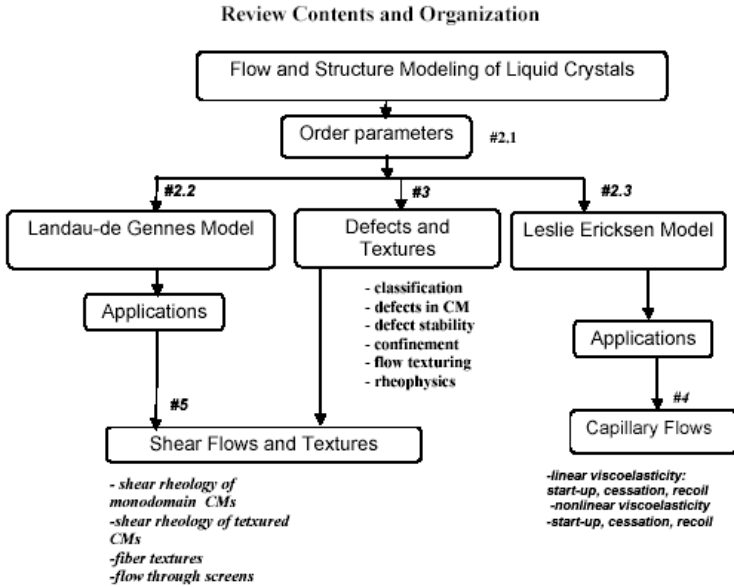 Review Contents and Organization
Flow and Structure Modeling of Liquid Crystals
Order parameters
#2.1
#2.2
#3
#2.3
Landau-de Gennes Model
Defects and
Textures
Leslie Ericksen Model
- classification
- defects in CM
- defect stability
- confinement
- flow texturing
- rheophysics
Applications
Applications
#5
#4
Shear Flows and Textures
Capillary Flows
- shear rheology of
monodomain CMs
-shear rheology of tetxured
CMs
-fiber textures
-flow through screens
-linear viscoelasticity:
start-up, cessation, recoil
-nonlinear viscoelasticity
-start-up, cessation, recoil